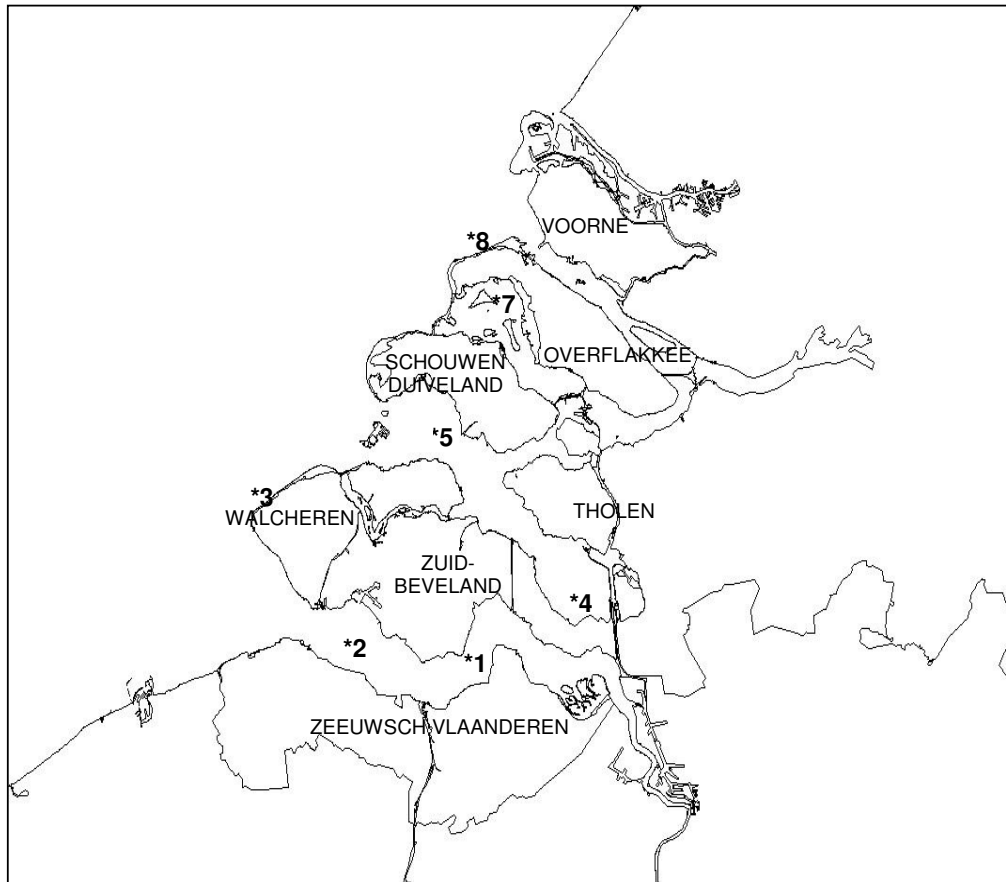 VOORNE
*8
*7
OVERFLAKKEE
SCHOUWEN
DUIVELAND
*5
*3
WALCHEREN
THOLEN
ZUID-
BEVELAND
*4
*2
*1
ZEEUWSCH VLAANDEREN